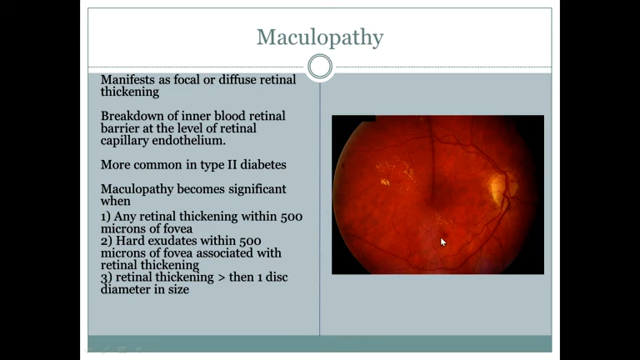 Maculopathy
Manifests as focal or diffuse retinal
thickening
Breakdown of inner blood retinal
barrier at the level of retinal
capillary endothelium.
More common in type II diabetes
Maculopathy becomes significant
when
1) Any retinal thickening within 500
microns of fovea
2) Hard exudates within 500
microns of fovea associated with
retinal thickening
3) retinal thickening > then 1 disc
diameter in size